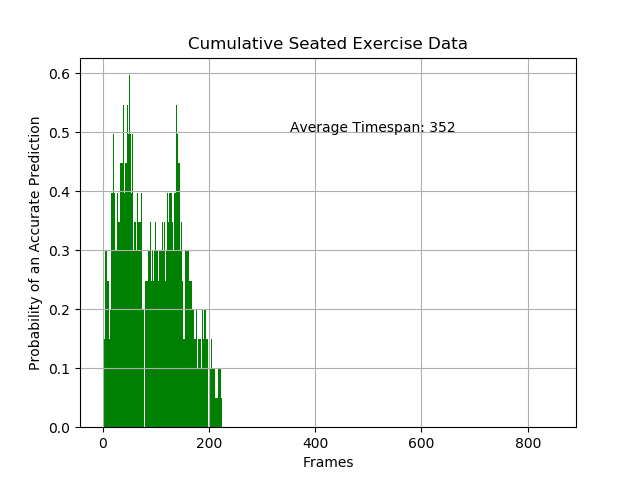 Cumulative Seated Exercise Data
0.6
0.5
0.4
0.3
0.2
0.1
0.0
Probability of an Accurate Prediction
Average Timespan: 352
0 200 400 600 800
Frames